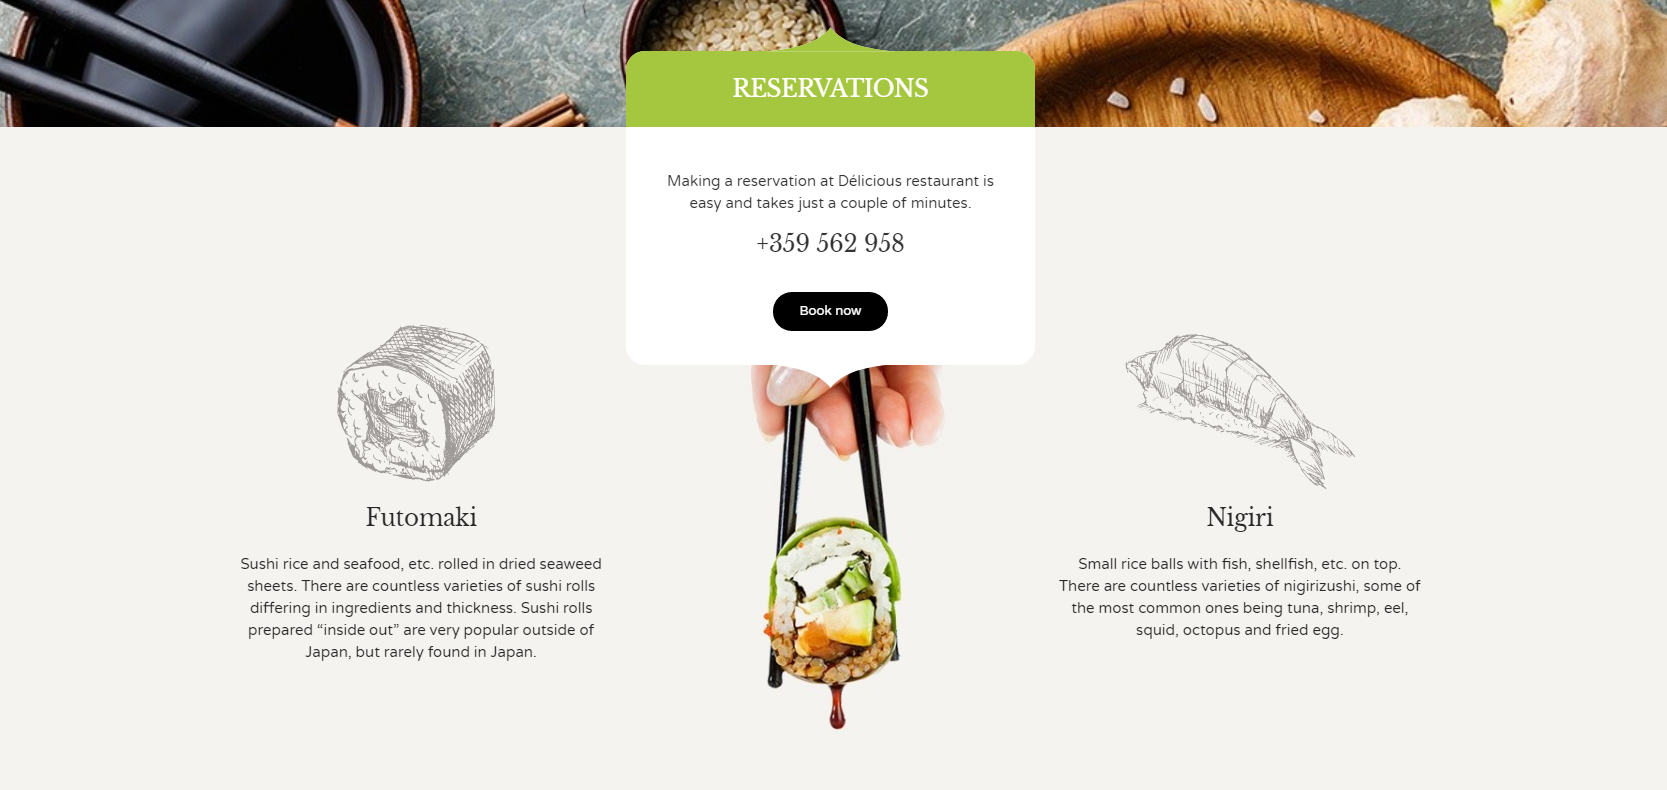 RESERVATIONS
Making a reservation at Délicious restaurant is
easy and takes just a couple of minutes.
+359 562 958
Book now
Futomaki
Sushi rice and seafood, etc. rolled in dried seaweed
sheets. There are countless varieties of sushi rolls
differing in ingredients and thickness. Sushi rolls
prepared “inside out” are very popular outside of
Japan, but rarely found in Japan.
Nigiri
Small rice balls with fish, shellfish, etc. on top.
There are countless varieties of nigirizushi, some of
the most common ones being tuna, shrimp, eel,
squid, octopus and fried egg.